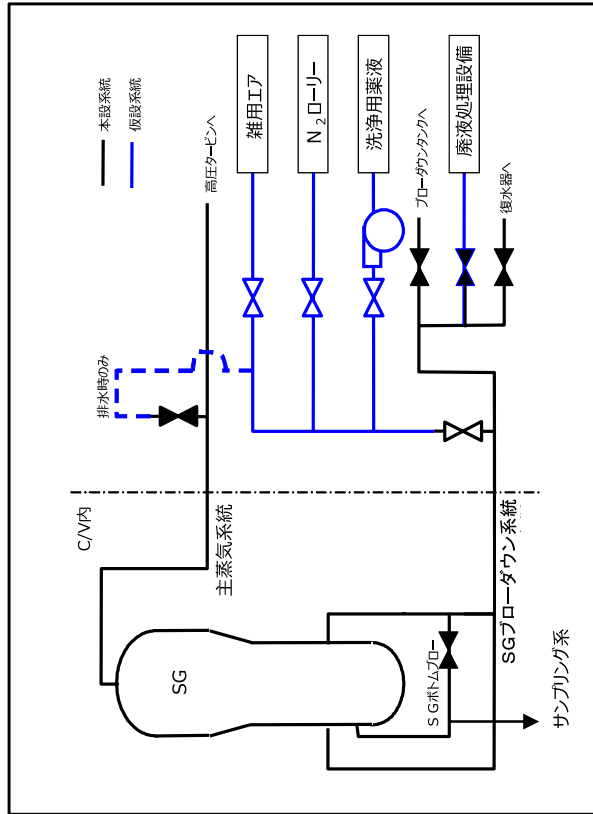 本設系統
仮設系統
高圧タービンへ
排水時のみ
雑用エア
N₂ローリー
洗浄用薬液
ブローダウンタンクへ
廃液処理設備
復水器へ
C/V内
主蒸気系統
SG
SGボトムブロー
SGブローダウン系統
サンプリング系